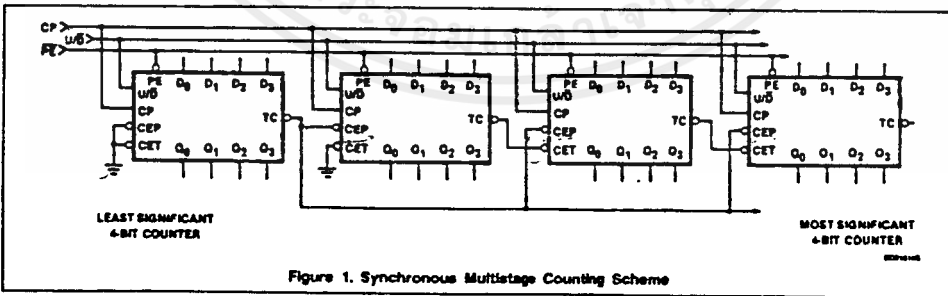 CP
U/D̅
P̅E̅
PE D0 D1 D2 D3
U/D̅
CP
CEP
CET
TC
Q0 Q1 Q2 Q3
PE D0 D1 D2 D3
U/D̅
CP
CEP
CET
TC
Q0 Q1 Q2 Q3
PE D0 D1 D2 D3
U/D̅
CP
CEP
CET
TC
Q0 Q1 Q2 Q3
PE D0 D1 D2 D3
U/D̅
CP
CEP
CET
TC
Q0 Q1 Q2 Q3
LEAST SIGNIFICANT
4-BIT COUNTER
MOST SIGNIFICANT
4-BIT COUNTER
Figure 1. Synchronous Multistage Counting Scheme